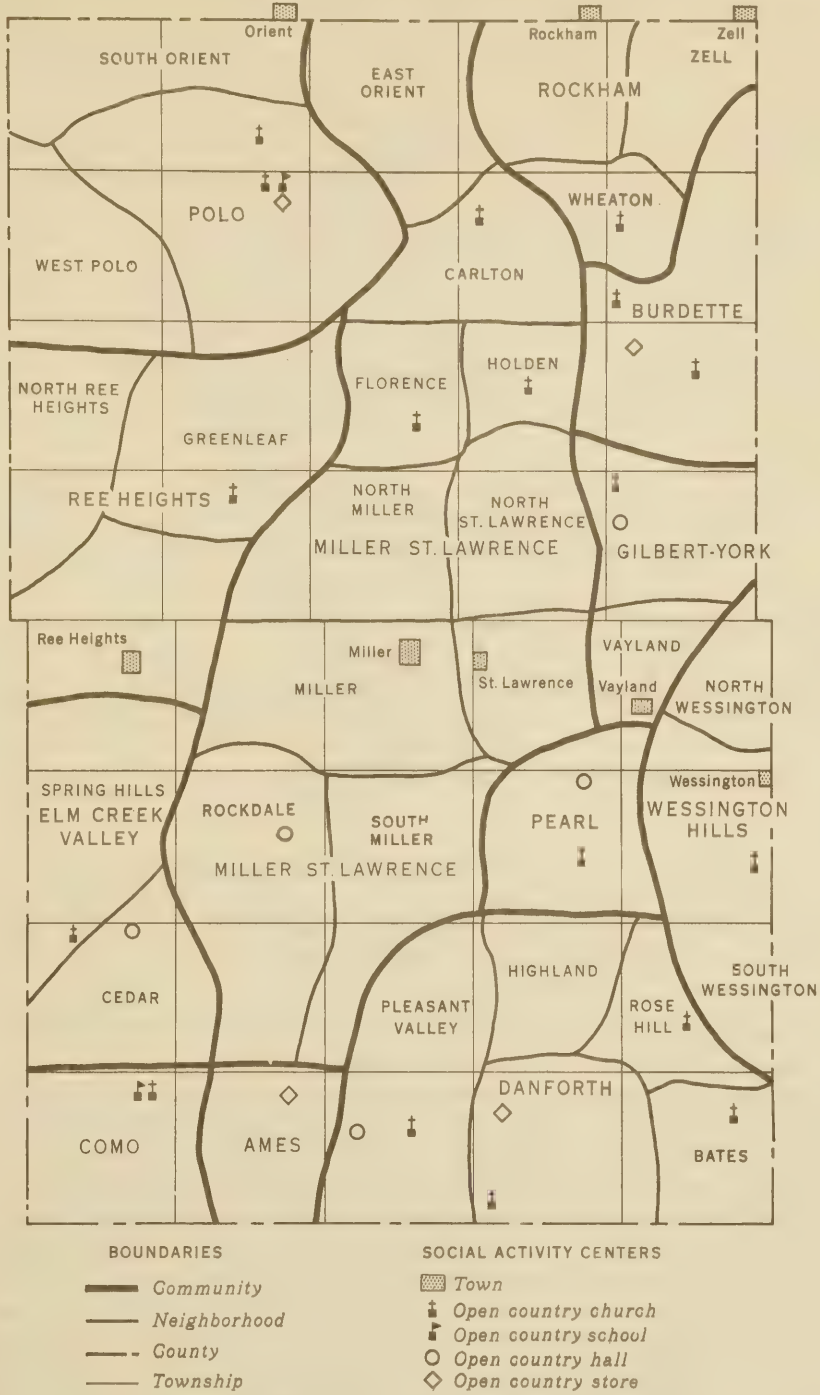 Orient
Rockham
Zell
SOUTH ORIENT
EAST
ORIENT
ROCKHAM
ZELL
POLO
WEST POLO
WHEATON
CARLTON
BURDETTE
NORTH REE
HEIGHTS
GREENLEAF
FLORENCE
HOLDEN
REE HEIGHTS
NORTH
MILLER
NORTH
ST. LAWRENCE
MILLER ST. LAWRENCE
GILBERT-YORK
Ree Heights
Miller
MILLER
St. Lawrence
VAYLAND
Vayland
NORTH
WESSINGTON
SPRING HILLS
ELM CREEK
VALLEY
ROCKDALE
SOUTH
MILLER
MILLER ST. LAWRENCE
PEARL
Wessington
WESSINGTON
HILLS
CEDAR
PLEASANT
VALLEY
HIGHLAND
ROSE
HILL
SOUTH
WESSINGTON
COMO
AMES
DANFORTH
BATES
BOUNDARIES
Community
Neighborhood
County
Township
SOCIAL ACTIVITY CENTERS
Town
Open country church
Open country school
Open country hall
Open country store